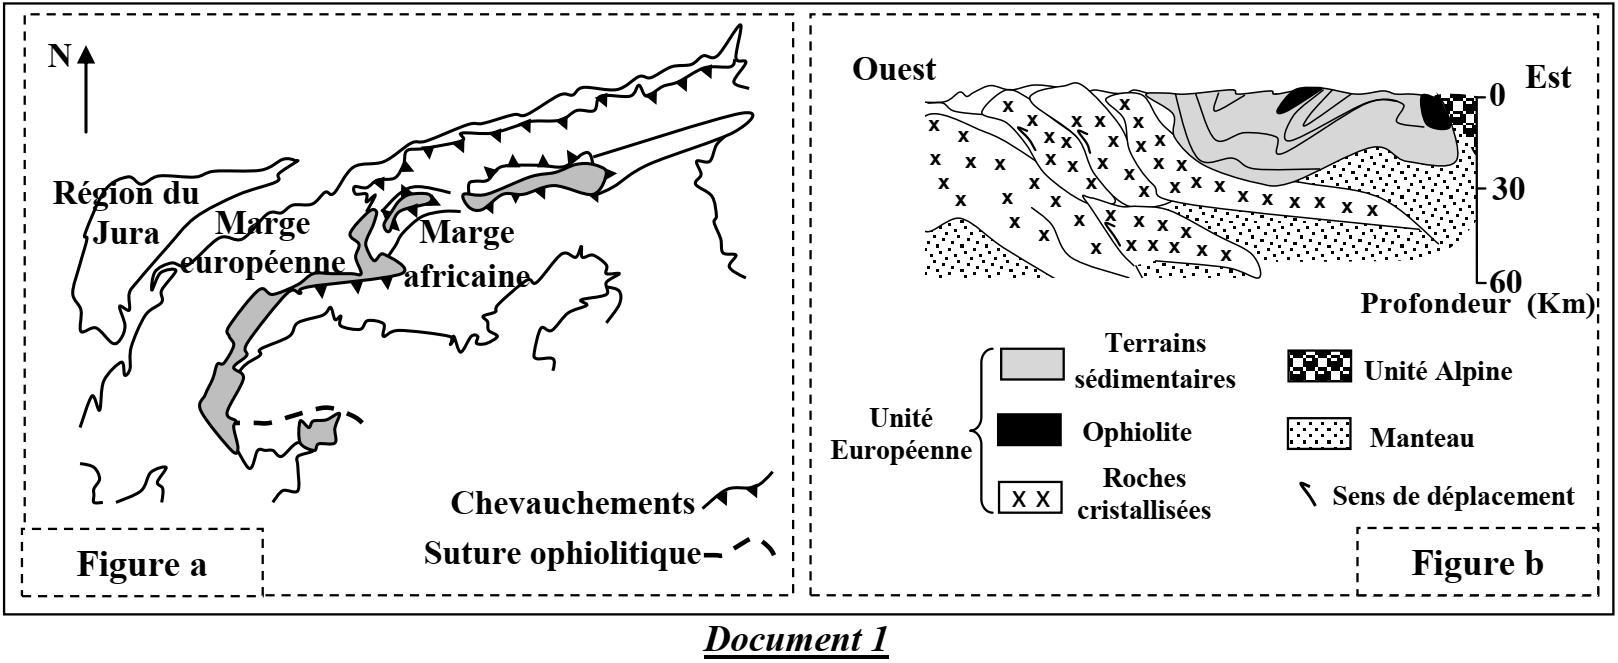 N
Région du
Jura
Marge
européenne
Marge
africaine
Chevauchements
Suture ophiolitique
Figure a
Ouest
Est
0
30
60
Profondeur (Km)
Unité
Européenne
Terrains
sédimentaires
Ophiolite
Roches
cristallisées
Unité Alpine
Manteau
Sens de déplacement
Figure b
Document 1